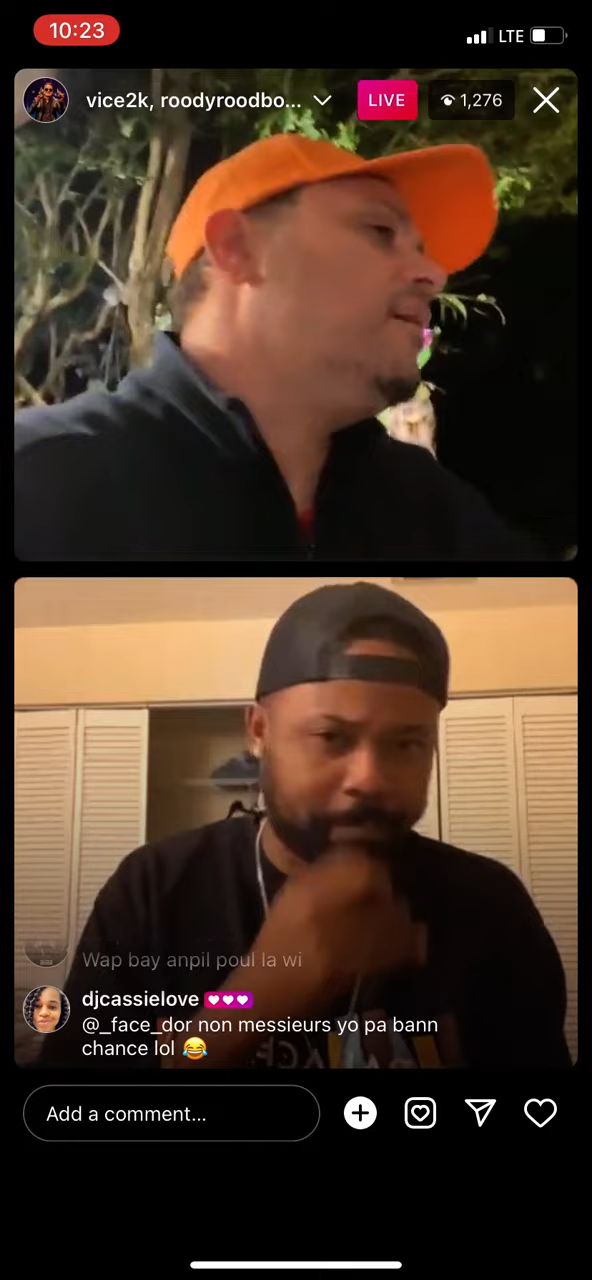 10:23
LTE
vice2k, roodyroodbo...
LIVE
1,276
Wap bay anpil poul la wi
djcassielove
@_face_dor non messieurs yo pa bann
chance lol 😂
Add a comment...